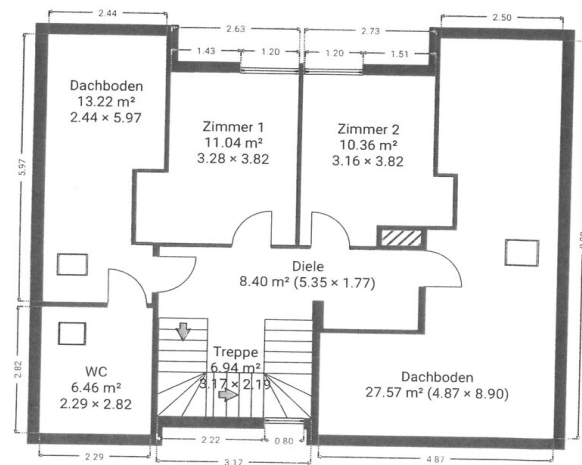 2.44
2.63
2.73
2.50
1.43
1.20
1.20
1.51
Dachboden
13.22 m²
2.44 × 5.97
Zimmer 1
11.04 m²
3.28 × 3.82
Zimmer 2
10.36 m²
3.16 × 3.82
5.97
Diele
8.40 m² (5.35 × 1.77)
2.82
WC
6.46 m²
2.29 × 2.82
Treppe
6.94 m²
3.17 × 2.19
Dachboden
27.57 m² (4.87 × 8.90)
2.22
0.80
2.29
3.17
4.87